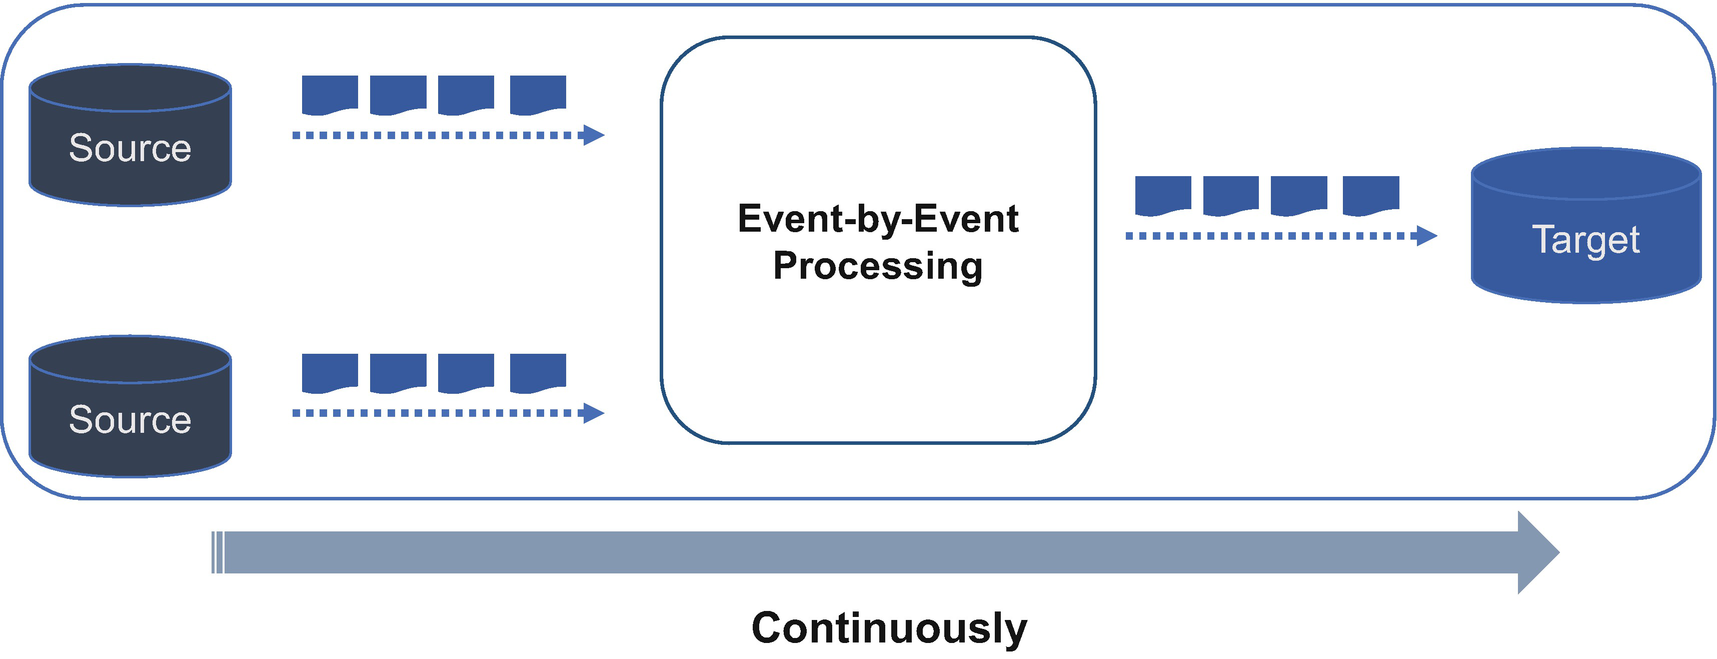 Source
Event-by-Event
Processing
Target
Source
Continuously